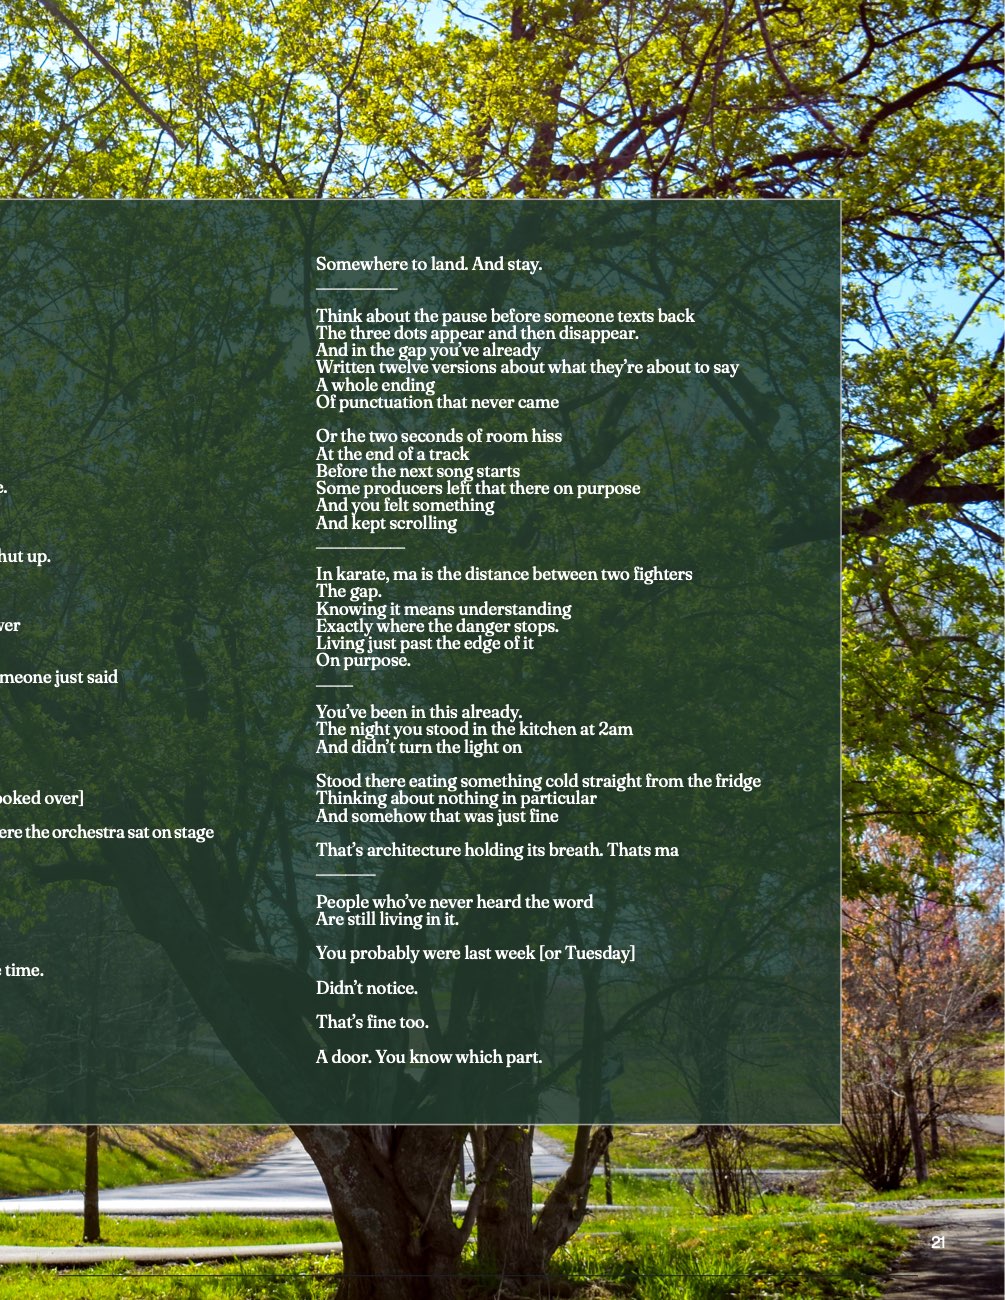 e.
hut up.
ver
meone just said
ooked over]
ere the orchestra sat on stage
e time.
Somewhere to land. And stay.
Think about the pause before someone texts back
The three dots appear and then disappear.
And in the gap you've already
Written twelve versions about what they're about to say
A whole ending
Of punctuation that never came
Or the two seconds of room hiss
At the end of a track
Before the next song starts
Some producers left that there on purpose
And you felt something
And kept scrolling
In karate, ma is the distance between two fighters
The gap.
Knowing it means understanding
Exactly where the danger stops.
Living just past the edge of it
On purpose.
You've been in this already.
The night you stood in the kitchen at 2am
And didn't turn the light on
Stood there eating something cold straight from the fridge
Thinking about nothing in particular
And somehow that was just fine
That's architecture holding its breath. Thats ma
People who've never heard the word
Are still living in it.
You probably were last week [or Tuesday]
Didn't notice.
That's fine too.
A door. You know which part.
21